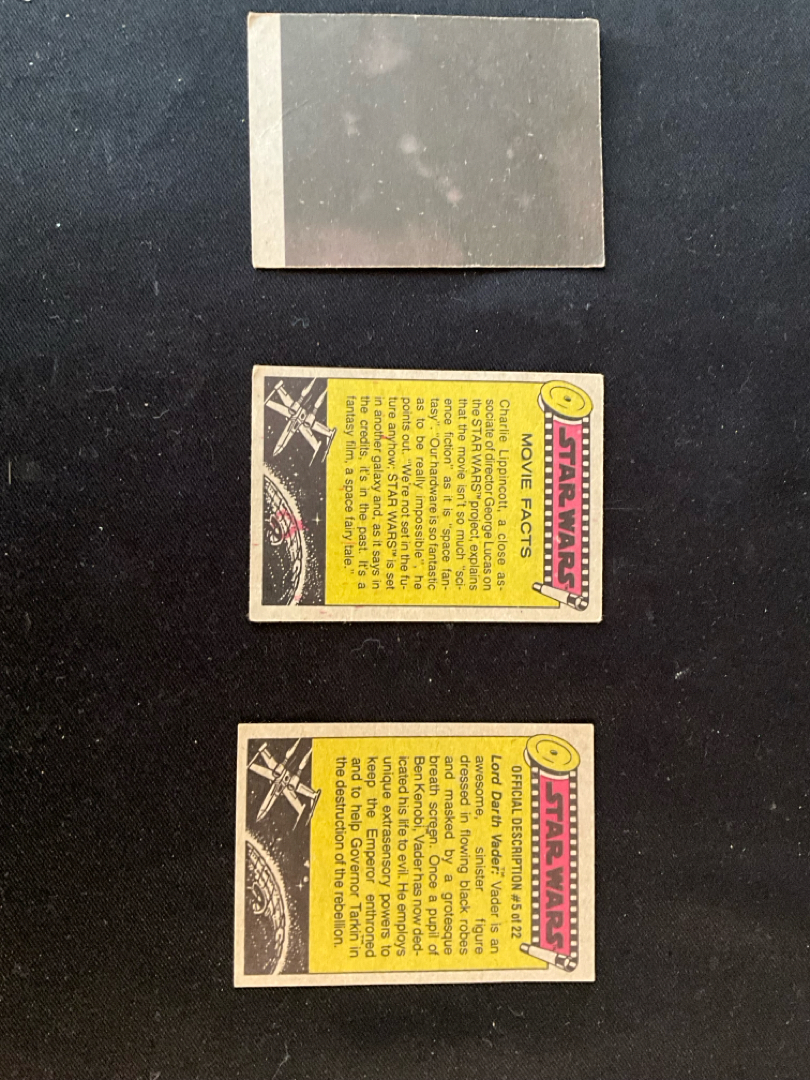 STAR WARS
MOVIE FACTS
Charlie Lippincott, a close as-
sociate of director George Lucas on
the STAR WARS™ project, explains
that the movie isn't so much "sci-
ence fiction" as it is "space fan-
tasy". "Our hardware is so fantastic
as to be really impossible", he
points out. "We're not set in the fu-
ture anyhow; STAR WARS™ is set
in another galaxy and, as it says in
the credits, it's in the past. It's a
fantasy film, a space fairy tale."
STAR WARS
OFFICIAL DESCRIPTION #5 of 22
Lord Darth Vader:™ Vader is an
awesome, sinister figure
dressed in flowing black robes
and masked by a grotesque
breath screen. Once a pupil of
Ben Kenobi, Vader has now ded-
icated his life to evil. He employs
unique extrasensory powers to
keep the Emperor enthroned
and to help Governor Tarkin™ in
the destruction of the rebellion.